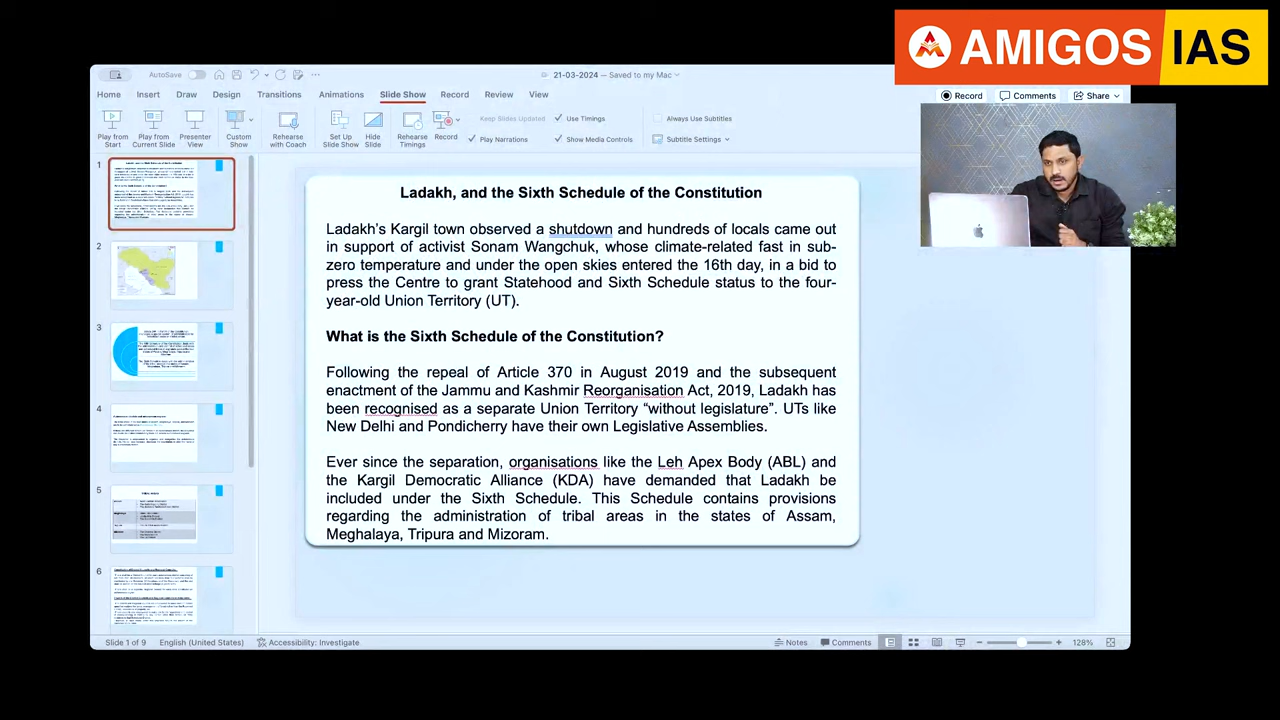 AMIGOS IAS
AutoSave
21-03-2024 — Saved to my Mac
Home Insert Draw Design Transitions Animations Slide Show Record Review View
Record Comments Share
Play from Start
Play from Current Slide
Presenter View
Custom Show
Rehearse with Coach
Set Up Slide Show
Hide Slide
Rehearse Timings
Record
Keep Slides Updated
Use Timings
Play Narrations
Show Media Controls
Always Use Subtitles
Subtitle Settings
1
2
3
4
5
6
Ladakh, and the Sixth Schedule of the Constitution
Ladakh's Kargil town observed a shutdown and hundreds of locals came out
in support of activist Sonam Wangchuk, whose climate-related fast in sub-
zero temperature and under the open skies entered the 16th day, in a bid to
press the Centre to grant Statehood and Sixth Schedule status to the four-
year-old Union Territory (UT).
What is the Sixth Schedule of the Constitution?
Following the repeal of Article 370 in August 2019 and the subsequent
enactment of the Jammu and Kashmir Reorganisation Act, 2019, Ladakh has
been recognised as a separate Union Territory “without legislature”. UTs like
New Delhi and Pondicherry have their own Legislative Assemblies.
Ever since the separation, organisations like the Leh Apex Body (ABL) and
the Kargil Democratic Alliance (KDA) have demanded that Ladakh be
included under the Sixth Schedule. This Schedule contains provisions
regarding the administration of tribal areas in the states of Assam,
Meghalaya, Tripura and Mizoram.
Slide 1 of 9 English (United States) Accessibility: Investigate
Notes Comments 128%